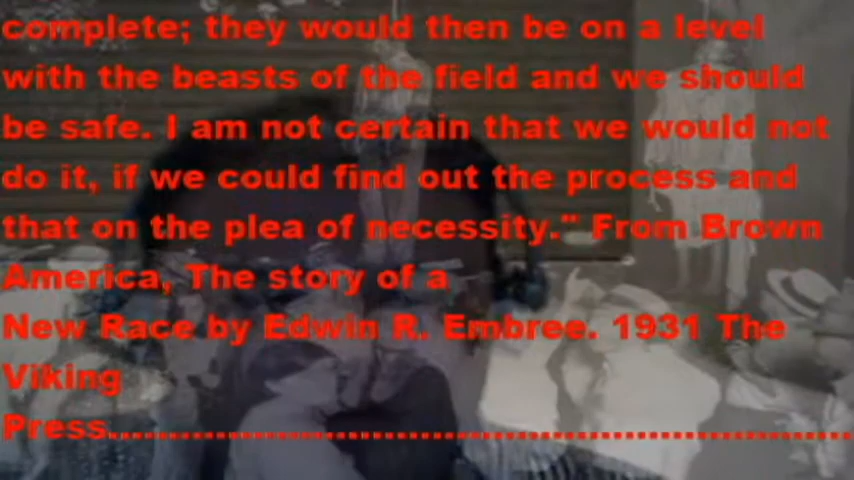 complete; they would then be on a level
with the beasts of the field and we should
be safe. I am not certain that we would not
do it, if we could find out the process and
that on the plea of necessity." From Brown
America, The story of a
New Race by Edwin R. Embree. 1931 The
Viking
Press..........................................................